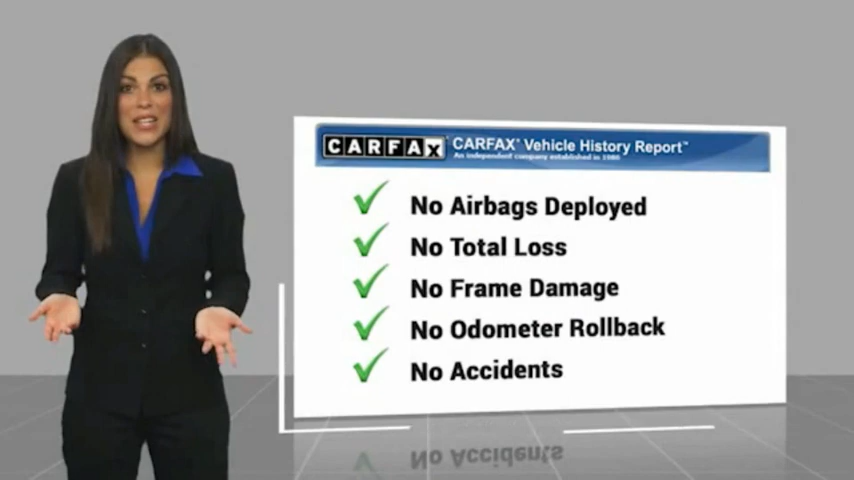 CARFAX CARFAX® Vehicle History Report™
An independent company established in 1986
No Airbags Deployed
No Total Loss
No Frame Damage
No Odometer Rollback
No Accidents
No Accidents